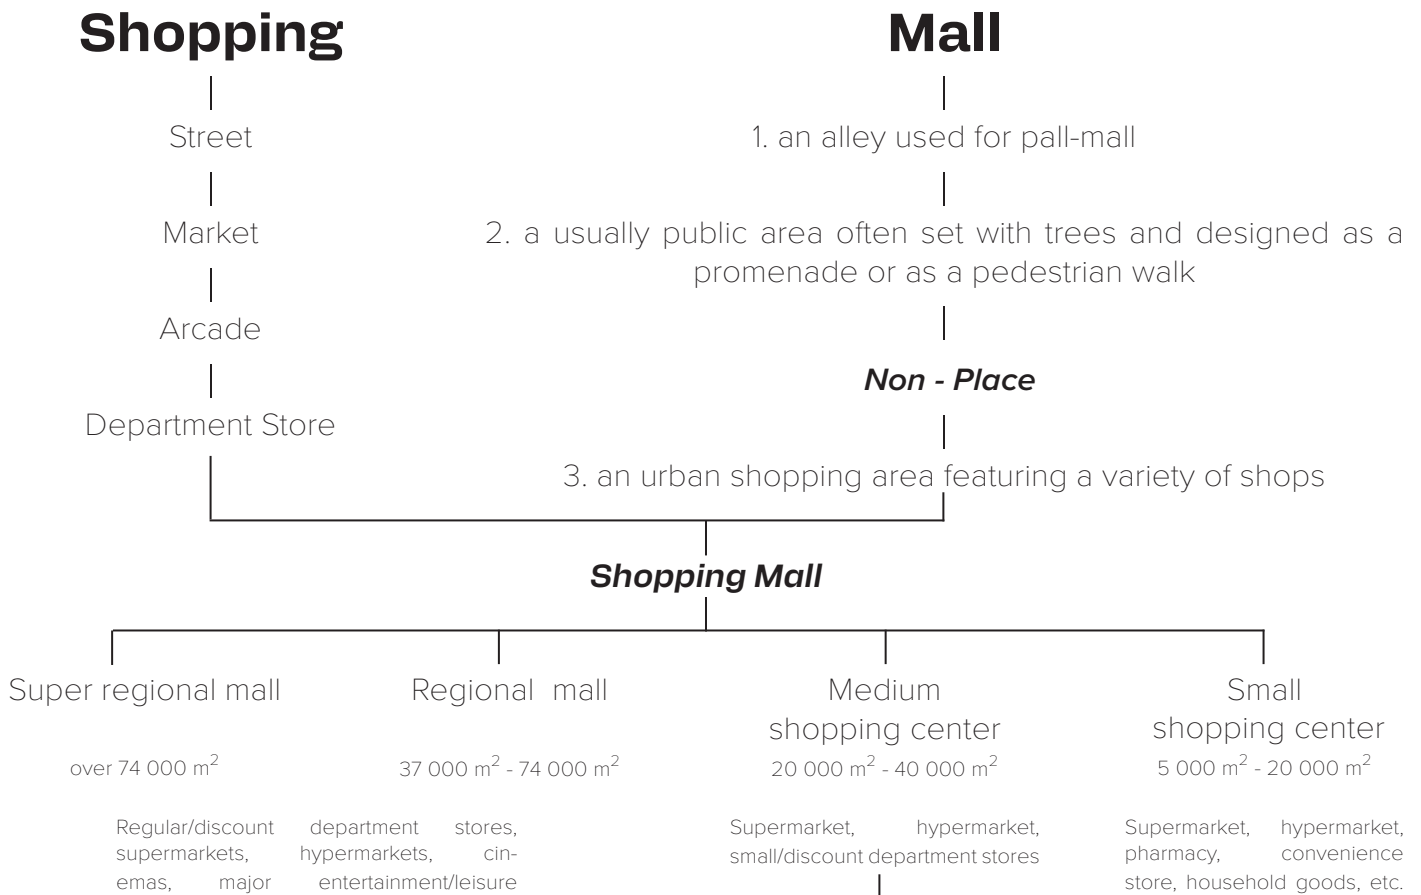 Shopping
Mall
Street
1. an alley used for pall-mall
Market
2. a usually public area often set with trees and designed as a
promenade or as a pedestrian walk
Arcade
Non - Place
Department Store
3. an urban shopping area featuring a variety of shops
Shopping Mall
Super regional mall
over 74 000 m²
Regional mall
37 000 m² - 74 000 m²
Medium
shopping center
20 000 m² - 40 000 m²
Small
shopping center
5 000 m² - 20 000 m²
Regular/discount department stores,
supermarkets, hypermarkets, cin-
emas, major entertainment/leisure
Supermarket, hypermarket,
small/discount department stores
Supermarket, hypermarket,
pharmacy, convenience
store, household goods, etc.